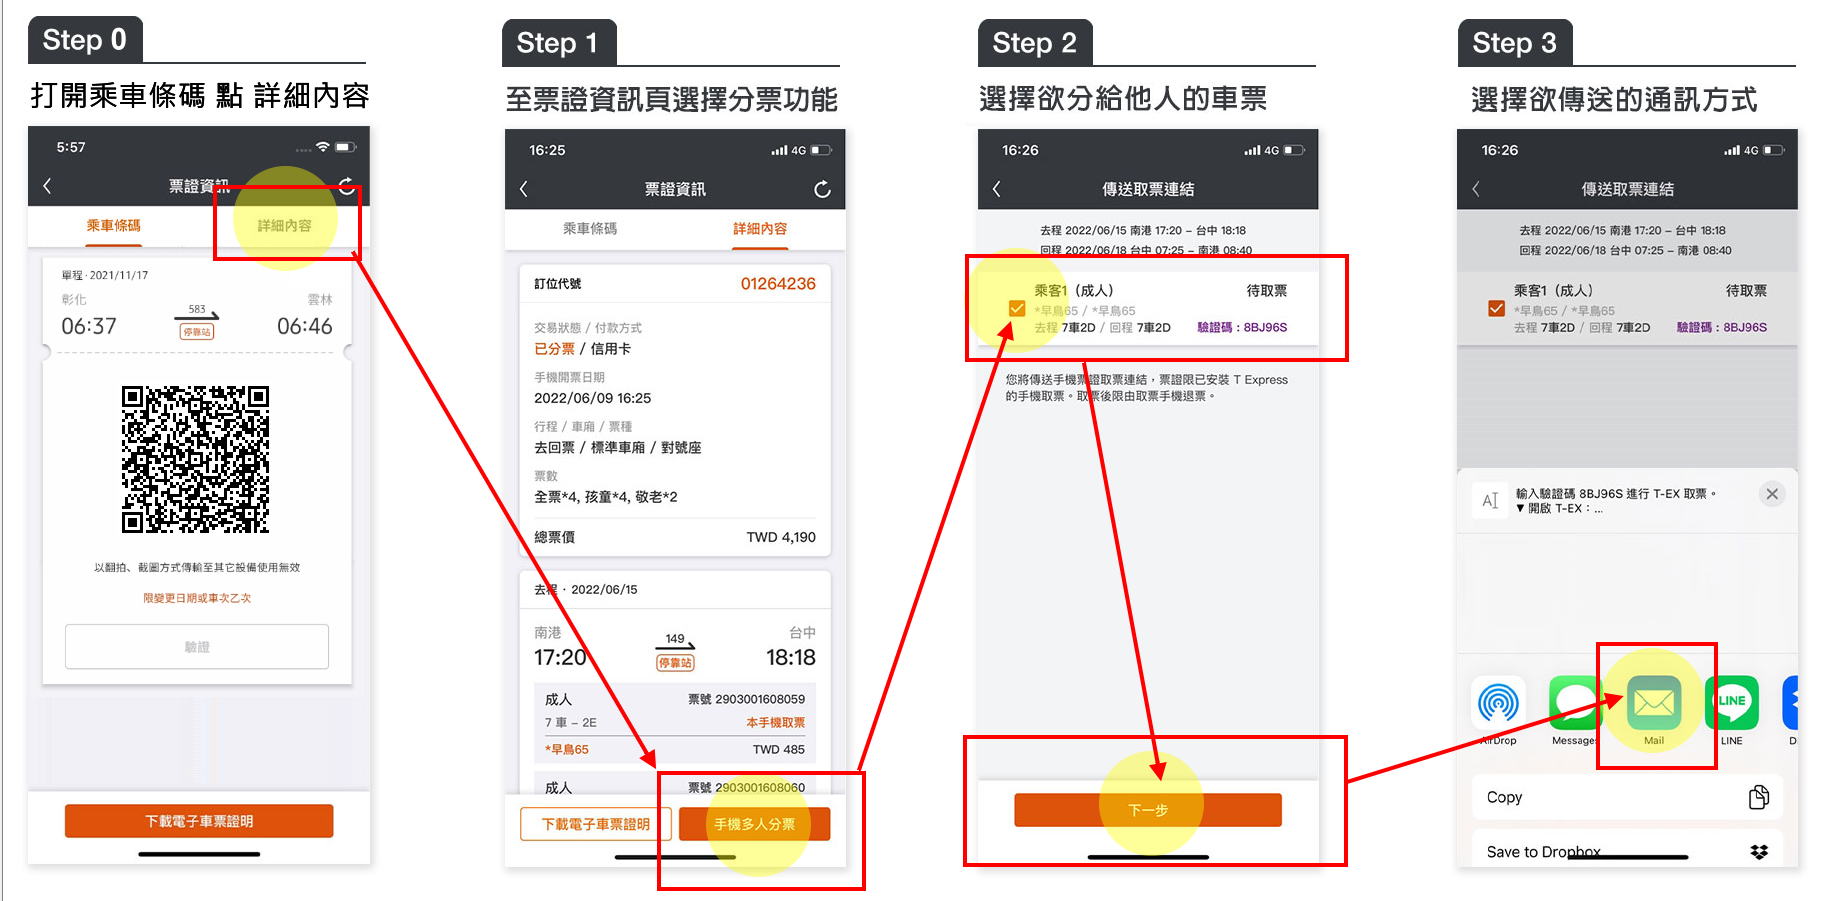 Step 0
打開乘車條碼 點 詳細內容
5:57
票證資訊
乘車條碼
詳細內容
單程 · 2021/11/17
彰化
583
雲林
06:37
停靠站
06:46
以翻拍、截圖方式傳輸至其它設備使用無效
限變更日期或車次乙次
驗證
下載電子車票證明
Step 1
至票證資訊頁選擇分票功能
16:25
4G
票證資訊
乘車條碼
詳細內容
訂位代號
01264236
交易狀態 / 付款方式
已分票 / 信用卡
手機開票日期
2022/06/09 16:25
行程 / 車廂 / 票種
去回票 / 標準車廂 / 對號座
票數
全票*4, 孩童*4, 敬老*2
總票價
TWD 4,190
去程 · 2022/06/15
南港
149
台中
17:20
停靠站
18:18
成人
票號 2903001608059
7 車 – 2E
本手機取票
*早鳥65
TWD 485
成人
票號 2903001608060
下載電子車票證明
手機多人分票
Step 2
選擇欲分給他人的車票
16:26
4G
傳送取票連結
去程 2022/06/15 南港 17:20 – 台中 18:18
回程 2022/06/18 台中 07:25 – 南港 08:40
乘客1（成人）
待取票
*早鳥65 / *早鳥65
去程 7車2D / 回程 7車2D
驗證碼：8BJ96S
您將傳送手機票證取票連結，票證限已安裝 T Express
的手機取票。取票後限由取票手機退票。
下一步
Step 3
選擇欲傳送的通訊方式
16:26
4G
傳送取票連結
去程 2022/06/15 南港 17:20 – 台中 18:18
回程 2022/06/18 台中 07:25 – 南港 08:40
乘客1（成人）
待取票
*早鳥65 / *早鳥65
去程 7車2D / 回程 7車2D
驗證碼：8BJ96S
輸入驗證碼 8BJ96S 進行 T-EX 取票。
▼開啟 T-EX：...
AirDrop
Messages
Mail
LINE
LINE
D
Copy
Save to Dropbox